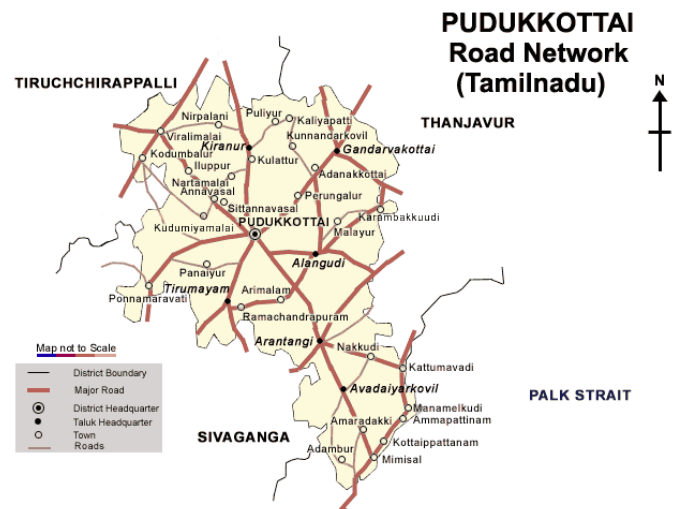 PUDUKKOTTAI
Road Network
(Tamilnadu)
N
TIRUCHCHIRAPPALLI
THANJAVUR
Puliyur
Kaliyapatti
Nirpalani
Viralimalai
Kiranur
Kunnandarkovil
Gandarvakottai
Kodumbalur
Kulattur
Iluppur
Adanakkottai
Nartamalai
Annavasal
Sittannavasal
Perungalur
Karambakkuudi
PUDUKKOTTAI
Kudumiyamalai
Malayur
Alangudi
Panaiyur
Tirumayam
Arimalam
Ponnamaravati
Ramachandrapuram
Arantangi
Nakkudi
Kattumavadi
Avadaiyarkovil
PALK STRAIT
Manamelkudi
Ammapattinam
Amaradakki
SIVAGANGA
Kottaippattanam
Adambur
Mimisal
Map not to Scale
District Boundary
Major Road
District Headquarter
Taluk Headquarter
Town
Roads